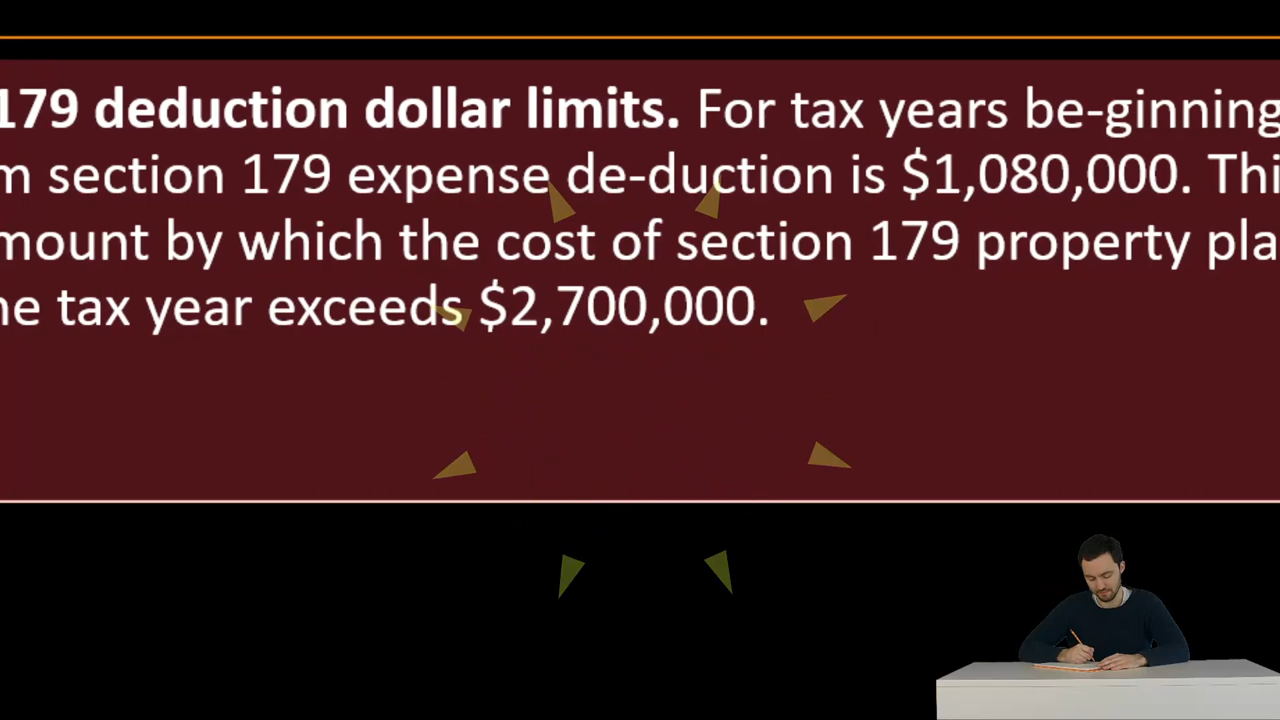 179 deduction dollar limits. For tax years be-ginning
m section 179 expense de-duction is $1,080,000. Thi
mount by which the cost of section 179 property pla
he tax year exceeds $2,700,000.